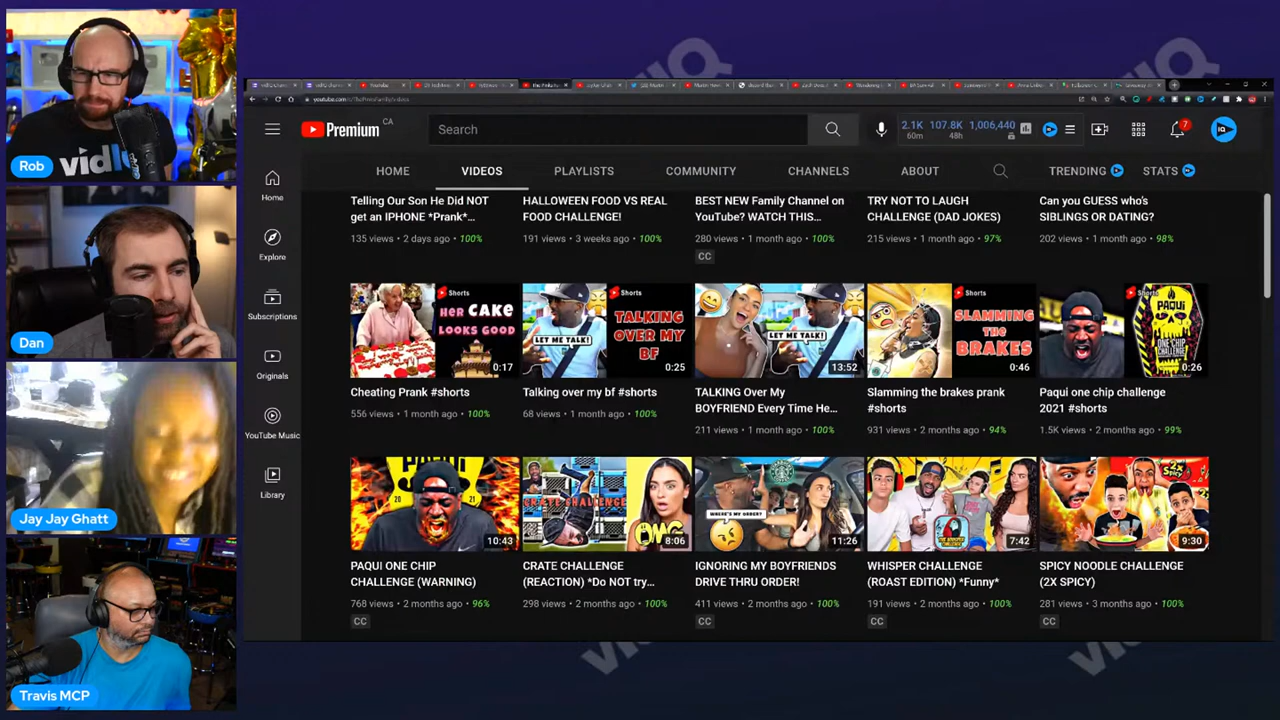 Rob
Dan
Jay Jay Ghatt
Travis MCP
Premium
CA
Search
2.1K 107.8K 1,006,440
60m 48h
7
IQ
HOME
VIDEOS
PLAYLISTS
COMMUNITY
CHANNELS
ABOUT
TRENDING
STATS
Home
Explore
Subscriptions
Originals
YouTube Music
Library
Telling Our Son He Did NOT
get an IPHONE *Prank*...
135 views • 2 days ago • 100%
HALLOWEEN FOOD VS REAL
FOOD CHALLENGE!
191 views • 3 weeks ago • 100%
BEST NEW Family Channel on
YouTube? WATCH THIS...
280 views • 1 month ago • 100%
CC
TRY NOT TO LAUGH
CHALLENGE (DAD JOKES)
215 views • 1 month ago • 97%
Can you GUESS who's
SIBLINGS OR DATING?
202 views • 1 month ago • 98%
Shorts
HER CAKE
LOOKS GOOD
0:17
Cheating Prank #shorts
556 views • 1 month ago • 100%
Shorts
LET ME TALK!
TALKING
OVER MY
BF
0:25
Talking over my bf #shorts
68 views • 1 month ago • 100%
LET ME TALK!
13:52
TALKING Over My
BOYFRIEND Every Time He...
211 views • 1 month ago • 100%
Shorts
SLAMMING
THE
BRAKES
0:46
Slamming the brakes prank
#shorts
931 views • 2 months ago • 94%
Shorts
PAQUI
ONE CHIP
CHALLENGE
0:26
Paqui one chip challenge
2021 #shorts
1.5K views • 2 months ago • 99%
PAQUI
20 21
10:43
PAQUI ONE CHIP
CHALLENGE (WARNING)
768 views • 2 months ago • 96%
CC
CRATE CHALLENGE
OMG
8:06
CRATE CHALLENGE
(REACTION) *Do NOT try...
298 views • 2 months ago • 100%
WHERE'S MY ORDER?
11:26
IGNORING MY BOYFRIENDS
DRIVE THRU ORDER!
411 views • 2 months ago • 100%
CC
7:42
WHISPER CHALLENGE
(ROAST EDITION) *Funny*
191 views • 2 months ago • 100%
CC
2X
SPICY
9:30
SPICY NOODLE CHALLENGE
(2X SPICY)
281 views • 3 months ago • 100%
CC
vidIQ